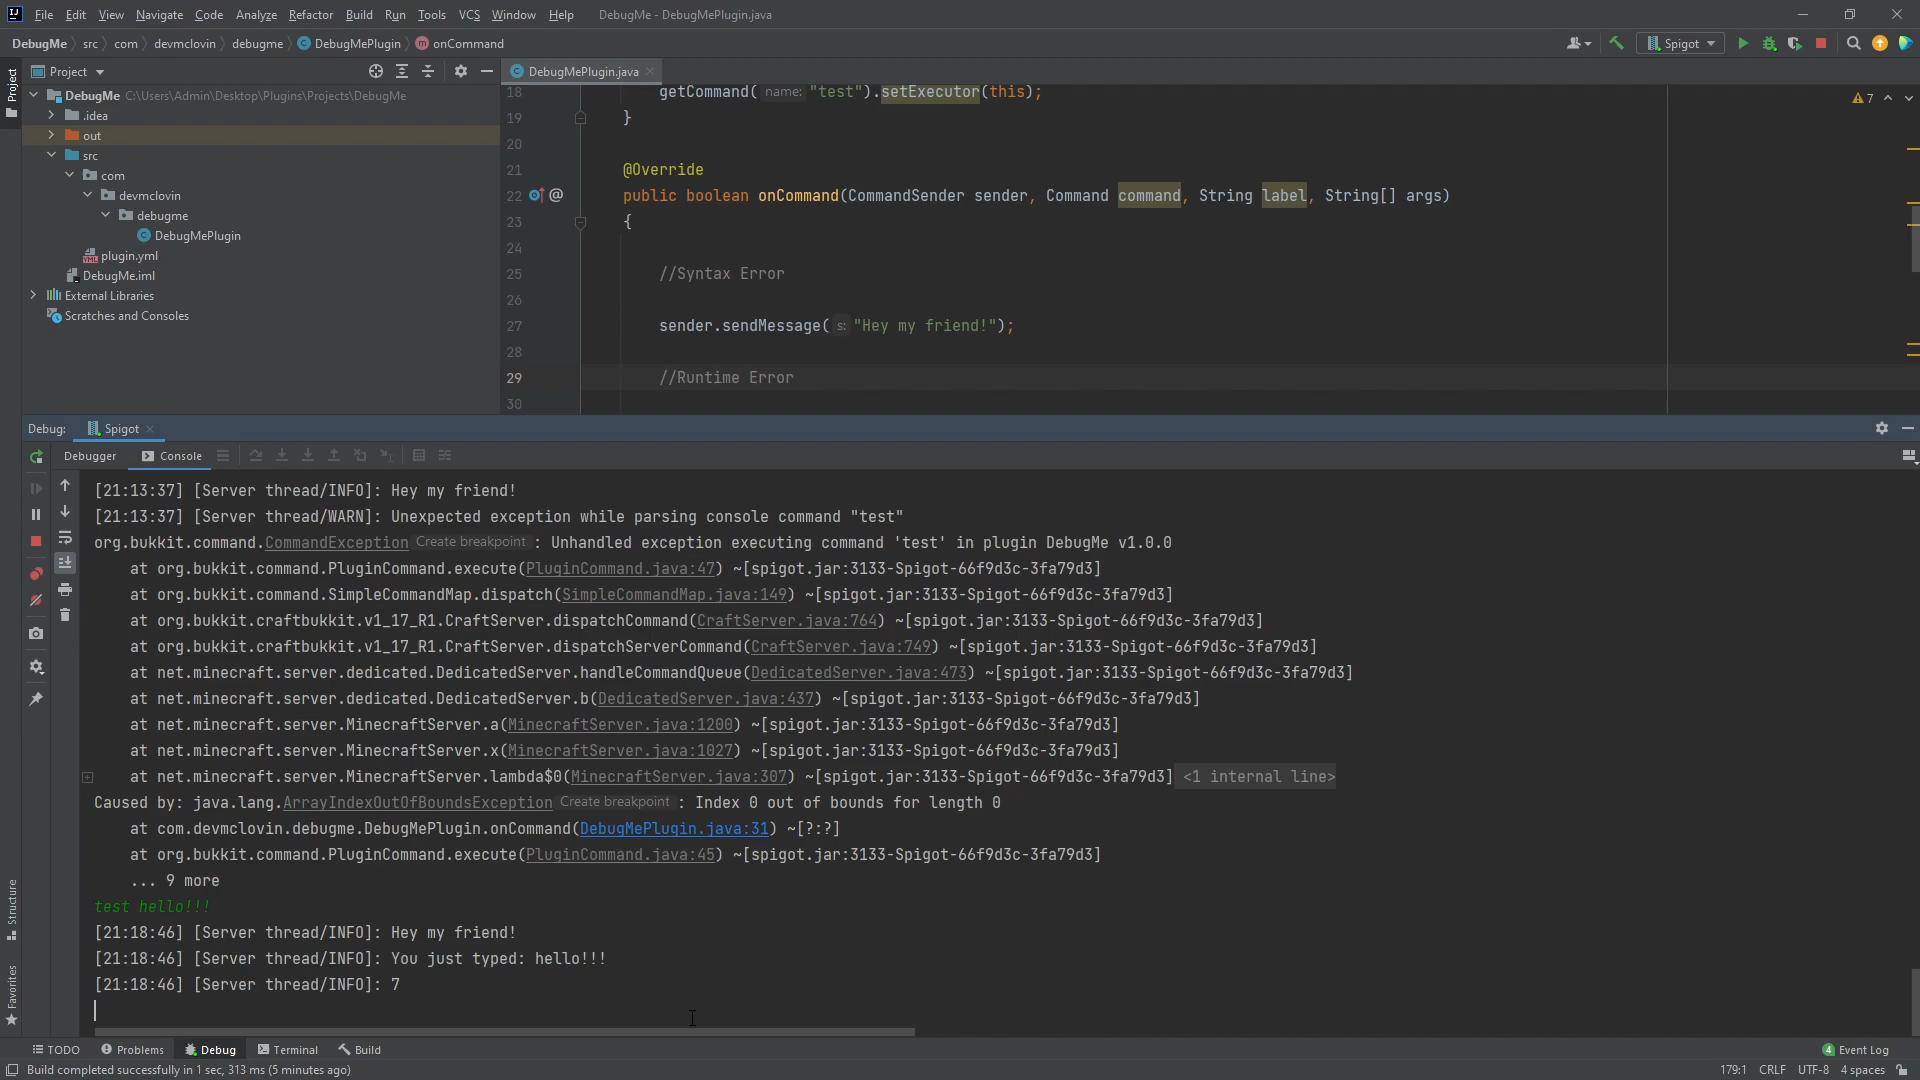 File Edit View Navigate Code Analyze Refactor Build Run Tools VCS Window Help DebugMe - DebugMePlugin.java
DebugMe src com devmclovin debugme DebugMePlugin onCommand Spigot
Project DebugMePlugin.java
Project
DebugMe C:\Users\Admin\Desktop\Plugins\Projects\DebugMe
.idea
out
src
com
devmclovin
debugme
DebugMePlugin
plugin.yml
DebugMe.iml
External Libraries
Scratches and Consoles
18 getCommand( name: "test").setExecutor(this);
7
19 }
20
21 @Override
22 @ public boolean onCommand(CommandSender sender, Command command, String label, String[] args)
23 {
24
25 //Syntax Error
26
27 sender.sendMessage( s: "Hey my friend!");
28
29 //Runtime Error
30
Debug: Spigot
Debugger Console
[21:13:37] [Server thread/INFO]: Hey my friend!
[21:13:37] [Server thread/WARN]: Unexpected exception while parsing console command "test"
org.bukkit.command.CommandException Create breakpoint : Unhandled exception executing command 'test' in plugin DebugMe v1.0.0
at org.bukkit.command.PluginCommand.execute(PluginCommand.java:47) ~[spigot.jar:3133-Spigot-66f9d3c-3fa79d3]
at org.bukkit.command.SimpleCommandMap.dispatch(SimpleCommandMap.java:149) ~[spigot.jar:3133-Spigot-66f9d3c-3fa79d3]
at org.bukkit.craftbukkit.v1_17_R1.CraftServer.dispatchCommand(CraftServer.java:764) ~[spigot.jar:3133-Spigot-66f9d3c-3fa79d3]
at org.bukkit.craftbukkit.v1_17_R1.CraftServer.dispatchServerCommand(CraftServer.java:749) ~[spigot.jar:3133-Spigot-66f9d3c-3fa79d3]
at net.minecraft.server.dedicated.DedicatedServer.handleCommandQueue(DedicatedServer.java:473) ~[spigot.jar:3133-Spigot-66f9d3c-3fa79d3]
at net.minecraft.server.dedicated.DedicatedServer.b(DedicatedServer.java:437) ~[spigot.jar:3133-Spigot-66f9d3c-3fa79d3]
at net.minecraft.server.MinecraftServer.a(MinecraftServer.java:1200) ~[spigot.jar:3133-Spigot-66f9d3c-3fa79d3]
at net.minecraft.server.MinecraftServer.x(MinecraftServer.java:1027) ~[spigot.jar:3133-Spigot-66f9d3c-3fa79d3]
at net.minecraft.server.MinecraftServer.lambda$0(MinecraftServer.java:307) ~[spigot.jar:3133-Spigot-66f9d3c-3fa79d3] <1 internal line>
Caused by: java.lang.ArrayIndexOutOfBoundsException Create breakpoint : Index 0 out of bounds for length 0
at com.devmclovin.debugme.DebugMePlugin.onCommand(DebugMePlugin.java:31) ~[?:?]
at org.bukkit.command.PluginCommand.execute(PluginCommand.java:45) ~[spigot.jar:3133-Spigot-66f9d3c-3fa79d3]
... 9 more
test hello!!!
[21:18:46] [Server thread/INFO]: Hey my friend!
[21:18:46] [Server thread/INFO]: You just typed: hello!!!
[21:18:46] [Server thread/INFO]: 7
Structure
Favorites
TODO Problems Debug Terminal Build 4 Event Log
Build completed successfully in 1 sec, 313 ms (5 minutes ago) 179:1 CRLF UTF-8 4 spaces